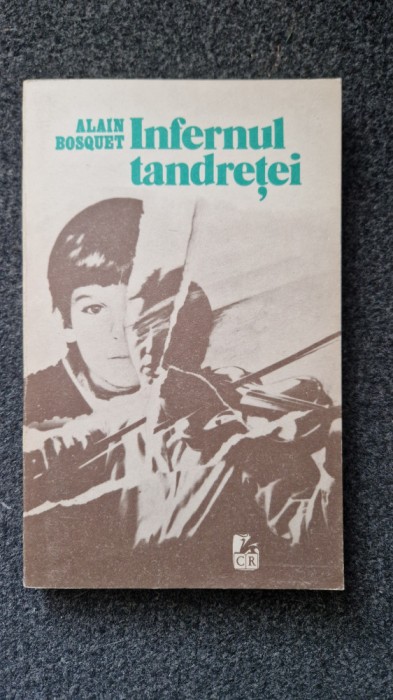 ALAIN
BOSQUET
Infernul
tandreței
CR